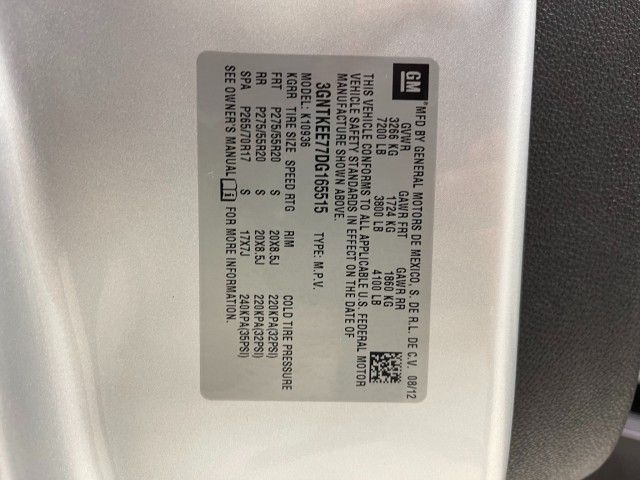 GM ®MFD BY GENERAL MOTORS DE MEXICO, S. DE R.L. DE C.V. 08/12
GVWR GAWR FRT GAWR RR
3266 KG 1724 KG 1860 KG
7200 LB 3800 LB 4100 LB
THIS VEHICLE CONFORMS TO ALL APPLICABLE U.S. FEDERAL MOTOR
VEHICLE SAFETY STANDARDS IN EFFECT ON THE DATE OF
MANUFACTURE SHOWN ABOVE.
3GNTKEE77DG165515 TYPE: M.P.V.
MODEL: K10936
KGRR TIRE SIZE SPEED RTG RIM COLD TIRE PRESSURE
FRT P275/55R20 S 20X8.5J 220KPA(32PSI)
RR P275/55R20 S 20X8.5J 220KPA(32PSI)
SPA P265/70R17 S 17X7J 240KPA(35PSI)
SEE OWNER'S MANUAL FOR MORE INFORMATION.